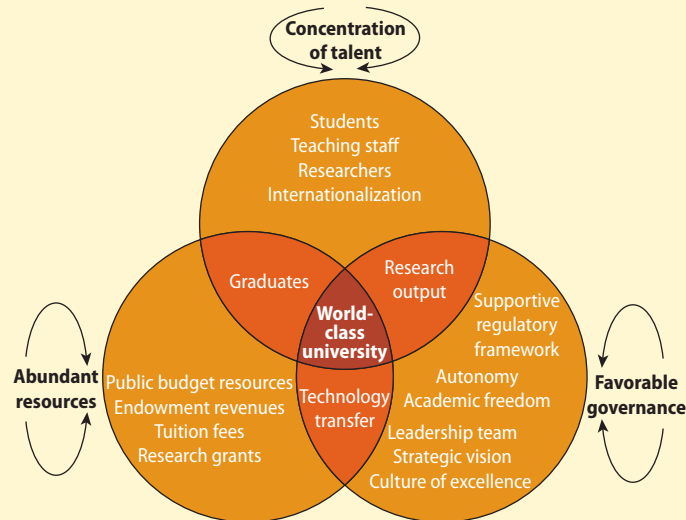 Concentration
of talent
Students
Teaching staff
Researchers
Internationalization
Graduates
Research
output
World-
class
university
Supportive
regulatory
framework
Autonomy
Academic freedom
Leadership team
Strategic vision
Culture of excellence
Favorable
governance
Abundant
resources
Public budget resources
Endowment revenues
Tuition fees
Research grants
Technology
transfer